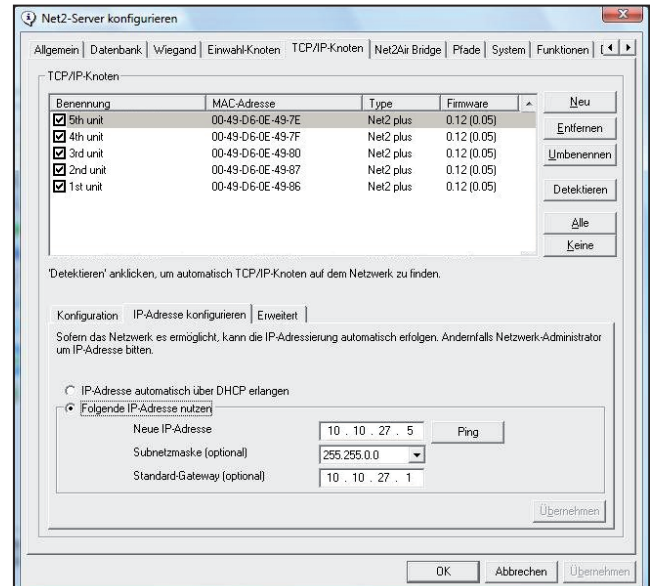 Net2-Server konfigurieren
Allgemein Datenbank Wiegand Einwahl-Knoten TCP/IP-Knoten Net2Air Bridge Pfade System Funktionen
TCP/IP-Knoten
Benennung MAC-Adresse Type Firmware
5th unit 00-49-D6-0E-49-7E Net2 plus 0.12 (0.05)
4th unit 00-49-D6-0E-49-7F Net2 plus 0.12 (0.05)
3rd unit 00-49-D6-0E-49-80 Net2 plus 0.12 (0.05)
2nd unit 00-49-D6-0E-49-87 Net2 plus 0.12 (0.05)
1st unit 00-49-D6-0E-49-86 Net2 plus 0.12 (0.05)
Neu
Entfernen
Umbenennen
Detektieren
Alle
Keine
'Detektieren' anklicken, um automatisch TCP/IP-Knoten auf dem Netzwerk zu finden.
Konfiguration IP-Adresse konfigurieren Erweitert
Sofern das Netzwerk es ermöglicht, kann die IP-Adressierung automatisch erfolgen. Andernfalls Netzwerk-Administrator
um IP-Adresse bitten.
IP-Adresse automatisch über DHCP erlangen
Folgende IP-Adresse nutzen
Neue IP-Adresse 10 . 10 . 27 . 5 Ping
Subnetzmaske (optional) 255.255.0.0
Standard-Gateway (optional) 10 . 10 . 27 . 1
Übernehmen
OK Abbrechen Übernehmen